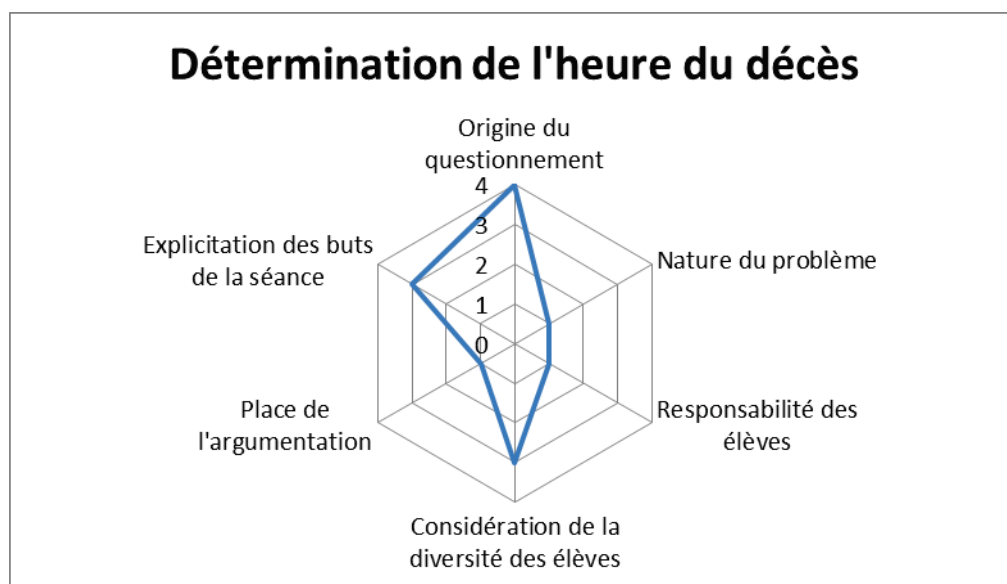 Détermination de l'heure du décès
Origine du
questionnement
4
3
2
1
0
Explicitation des buts
de la séance
Nature du problème
Place de
l'argumentation
Responsabilité des
élèves
Considération de la
diversité des élèves